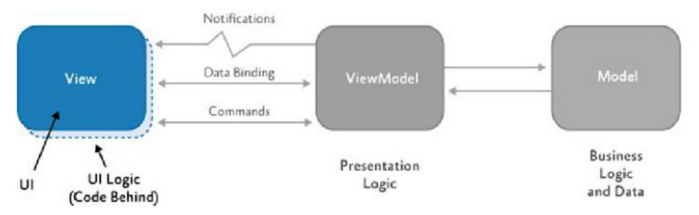 Notifications
View
Data Binding
ViewModel
Model
Commands
UI
UI Logic
(Code Behind)
Presentation
Logic
Business
Logic
and Data